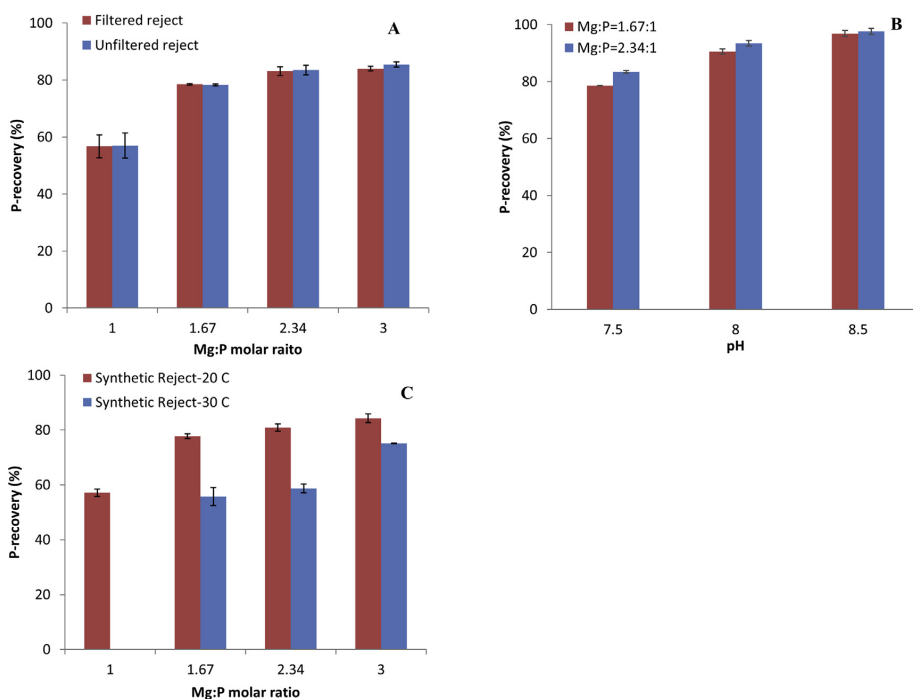 A
Filtered reject
Unfiltered reject
P-recovery (%)
100
80
60
40
20
0
1 1.67 2.34 3
Mg:P molar raito
B
Mg:P=1.67:1
Mg:P=2.34:1
P-recovery (%)
100
80
60
40
20
0
7.5 8 8.5
pH
C
Synthetic Reject-20 C
Synthetic Reject-30 C
P-recovery (%)
100
80
60
40
20
0
1 1.67 2.34 3
Mg:P molar ratio